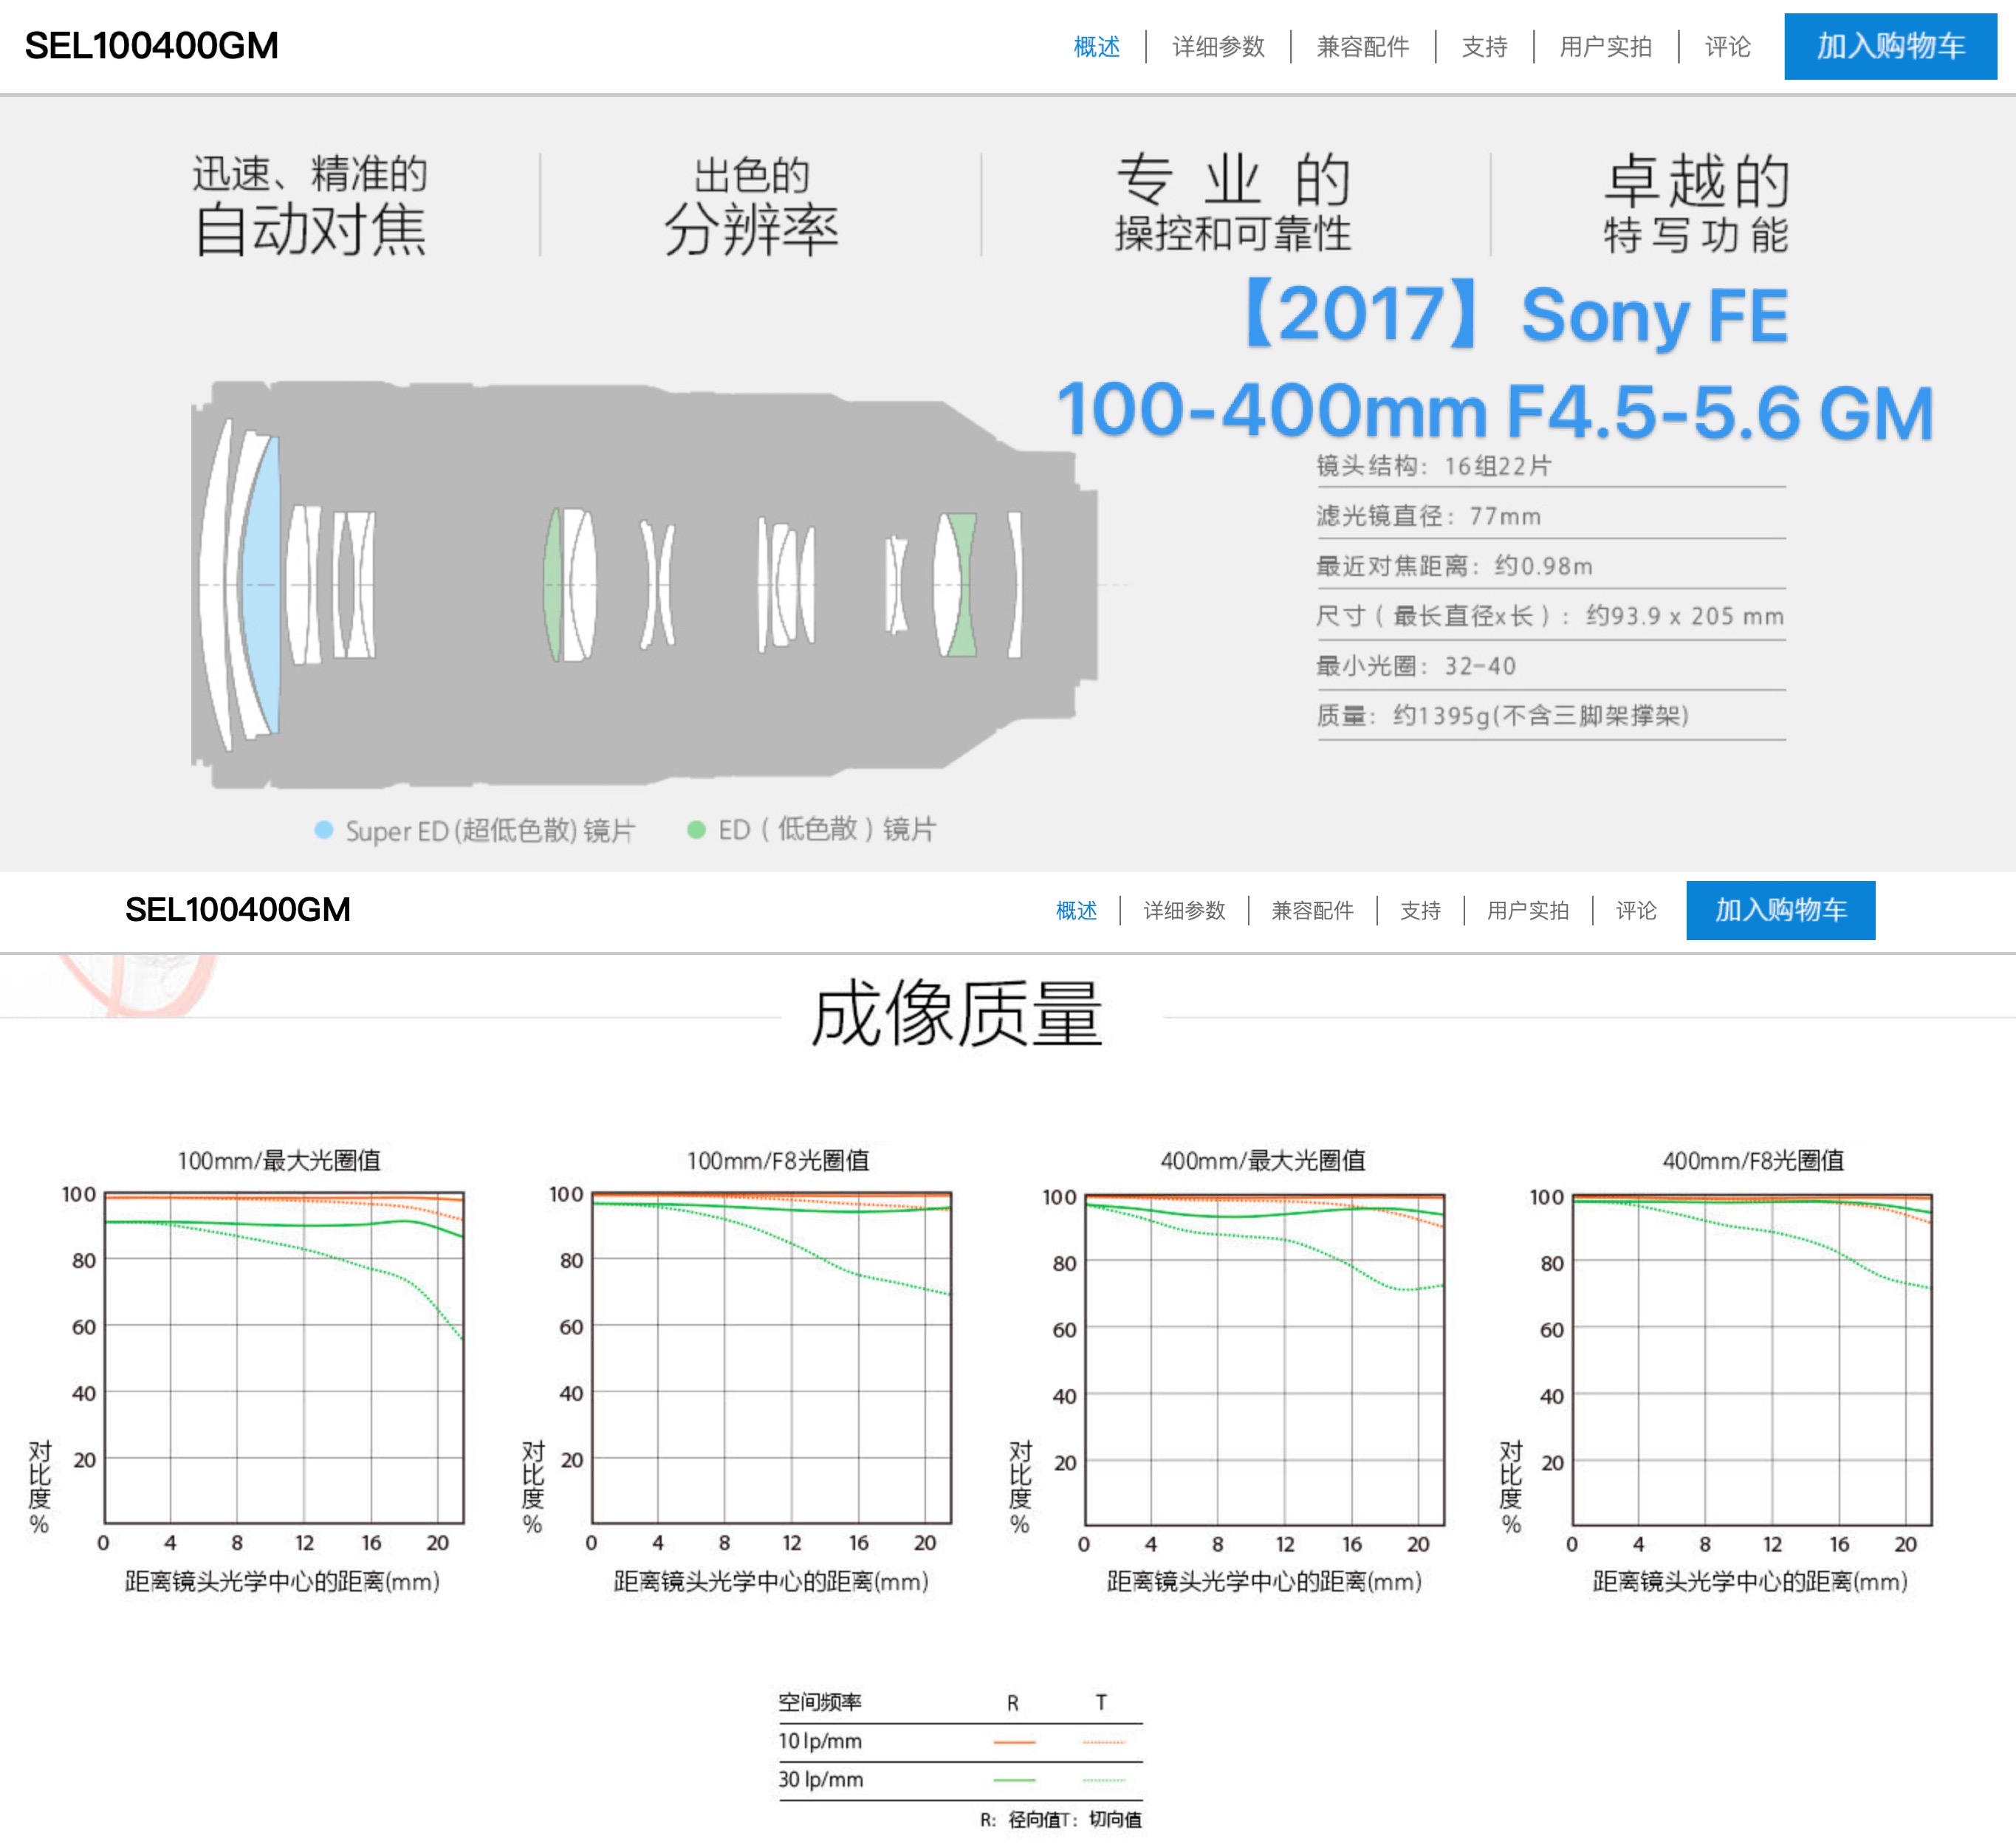 SEL100400GM
概述
详细参数
兼容配件
支持
用户实拍
评论
加入购物车
迅速、精准的
自动对焦
出色的
分辨率
专业的
操控和可靠性
卓越的
特写功能
【2017】Sony FE
100-400mm F4.5-5.6 GM
镜头结构：16组22片
滤光镜直径：77mm
最近对焦距离：约0.98m
尺寸（最长直径x长）：约93.9 x 205 mm
最小光圈：32-40
质量：约1395g(不含三脚架撑架)
Super ED (超低色散) 镜片
ED（低色散）镜片
SEL100400GM
概述
详细参数
兼容配件
支持
用户实拍
评论
加入购物车
成像质量
100mm/最大光圈值
100
80
60
40
20
对比度%
0 4 8 12 16 20
距离镜头光学中心的距离(mm)
100mm/F8光圈值
100
80
60
40
20
对比度%
0 4 8 12 16 20
距离镜头光学中心的距离(mm)
400mm/最大光圈值
100
80
60
40
20
对比度%
0 4 8 12 16 20
距离镜头光学中心的距离(mm)
400mm/F8光圈值
100
80
60
40
20
对比度%
0 4 8 12 16 20
距离镜头光学中心的距离(mm)
空间频率 R T
10 lp/mm
30 lp/mm
R：径向值T：切向值